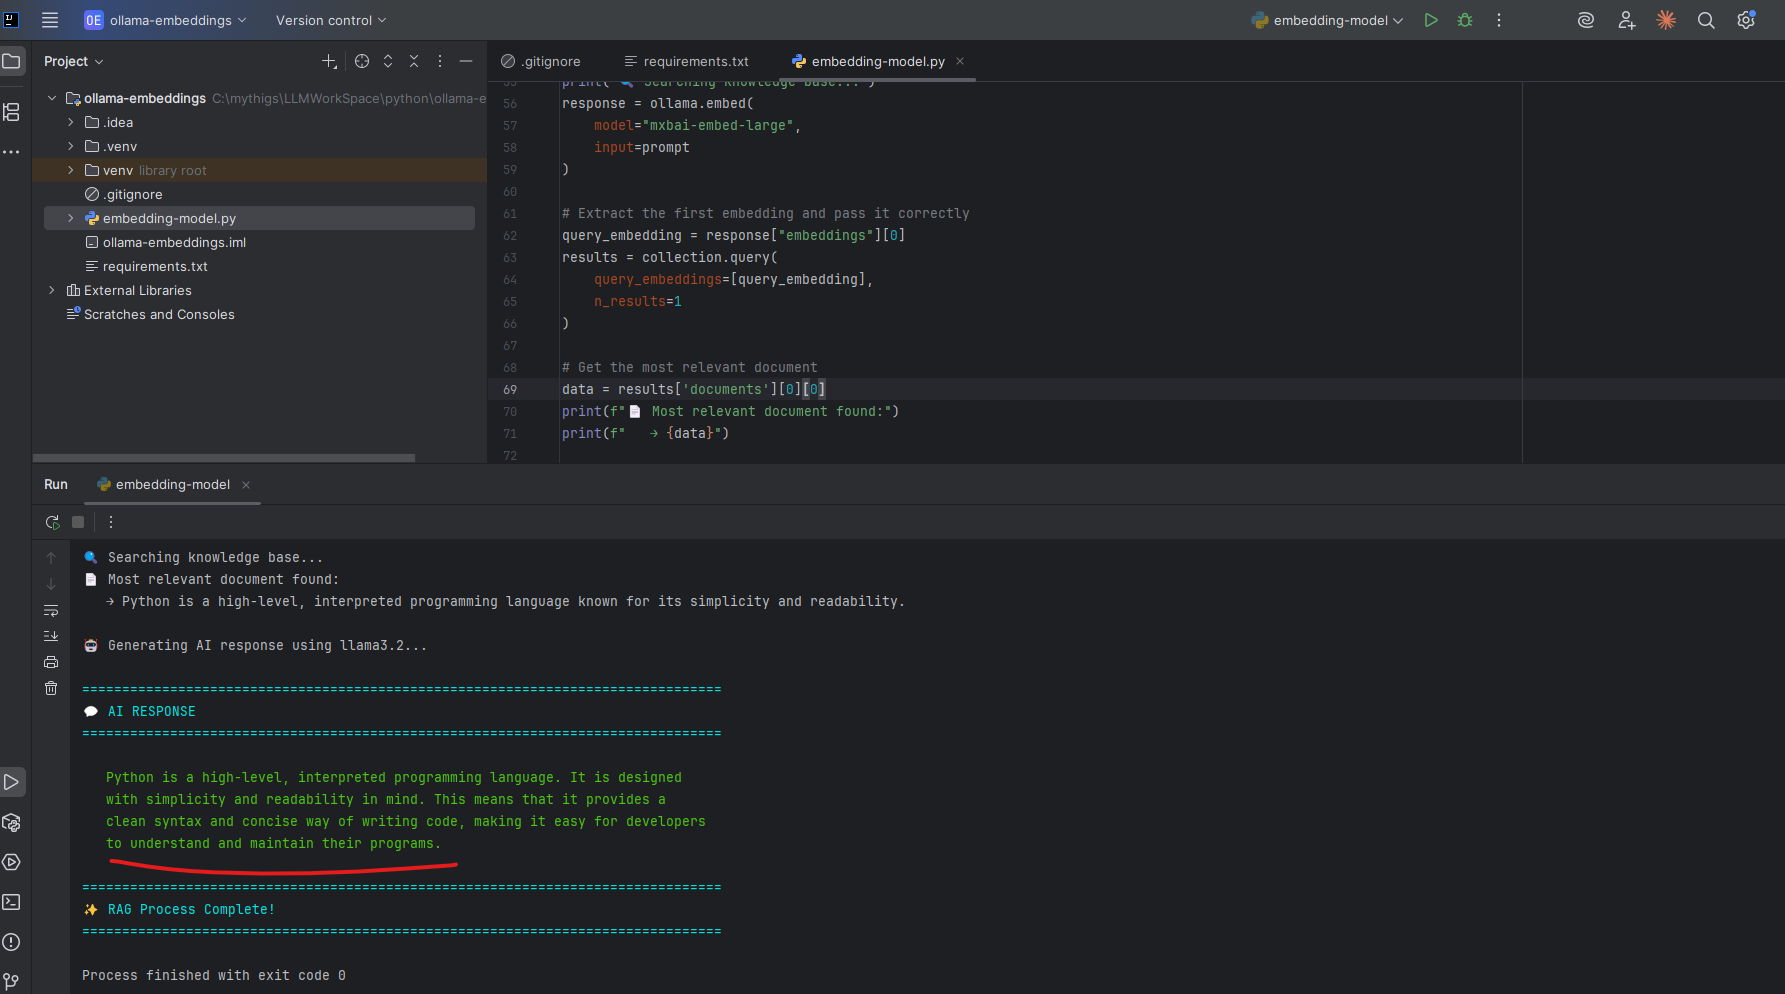 OE ollama-embeddings Version control embedding-model
Project
ollama-embeddings C:\mythigs\LLMWorkSpace\python\ollama-e
.idea
.venv
venv library root
.gitignore
embedding-model.py
ollama-embeddings.iml
requirements.txt
External Libraries
Scratches and Consoles
.gitignore requirements.txt embedding-model.py
55 print(" 🔍 Searching knowledge base...")
56 response = ollama.embed(
57     model="mxbai-embed-large",
58     input=prompt
59 )
60
61 # Extract the first embedding and pass it correctly
62 query_embedding = response["embeddings"][0]
63 results = collection.query(
64     query_embeddings=[query_embedding],
65     n_results=1
66 )
67
68 # Get the most relevant document
69 data = results['documents'][0][0]
70 print(f"📄 Most relevant document found:")
71 print(f"   → {data}")
72
Run embedding-model
🔍 Searching knowledge base...
📄 Most relevant document found:
→ Python is a high-level, interpreted programming language known for its simplicity and readability.
🤖 Generating AI response using llama3.2...
================================================================================
💬 AI RESPONSE
================================================================================
Python is a high-level, interpreted programming language. It is designed
with simplicity and readability in mind. This means that it provides a
clean syntax and concise way of writing code, making it easy for developers
to understand and maintain their programs.
================================================================================
✨ RAG Process Complete!
================================================================================
Process finished with exit code 0